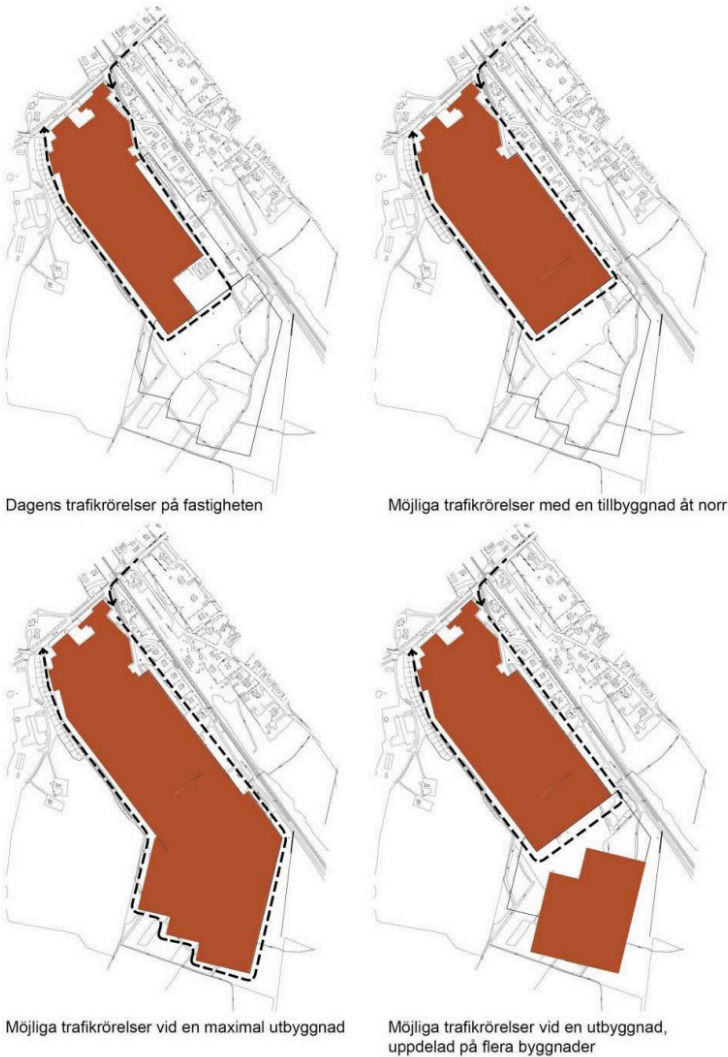 Dagens trafikrörelser på fastigheten
Möjliga trafikrörelser med en tillbyggnad åt norr
Möjliga trafikrörelser vid en maximal utbyggnad
Möjliga trafikrörelser vid en utbyggnad,
uppdelad på flera byggnader